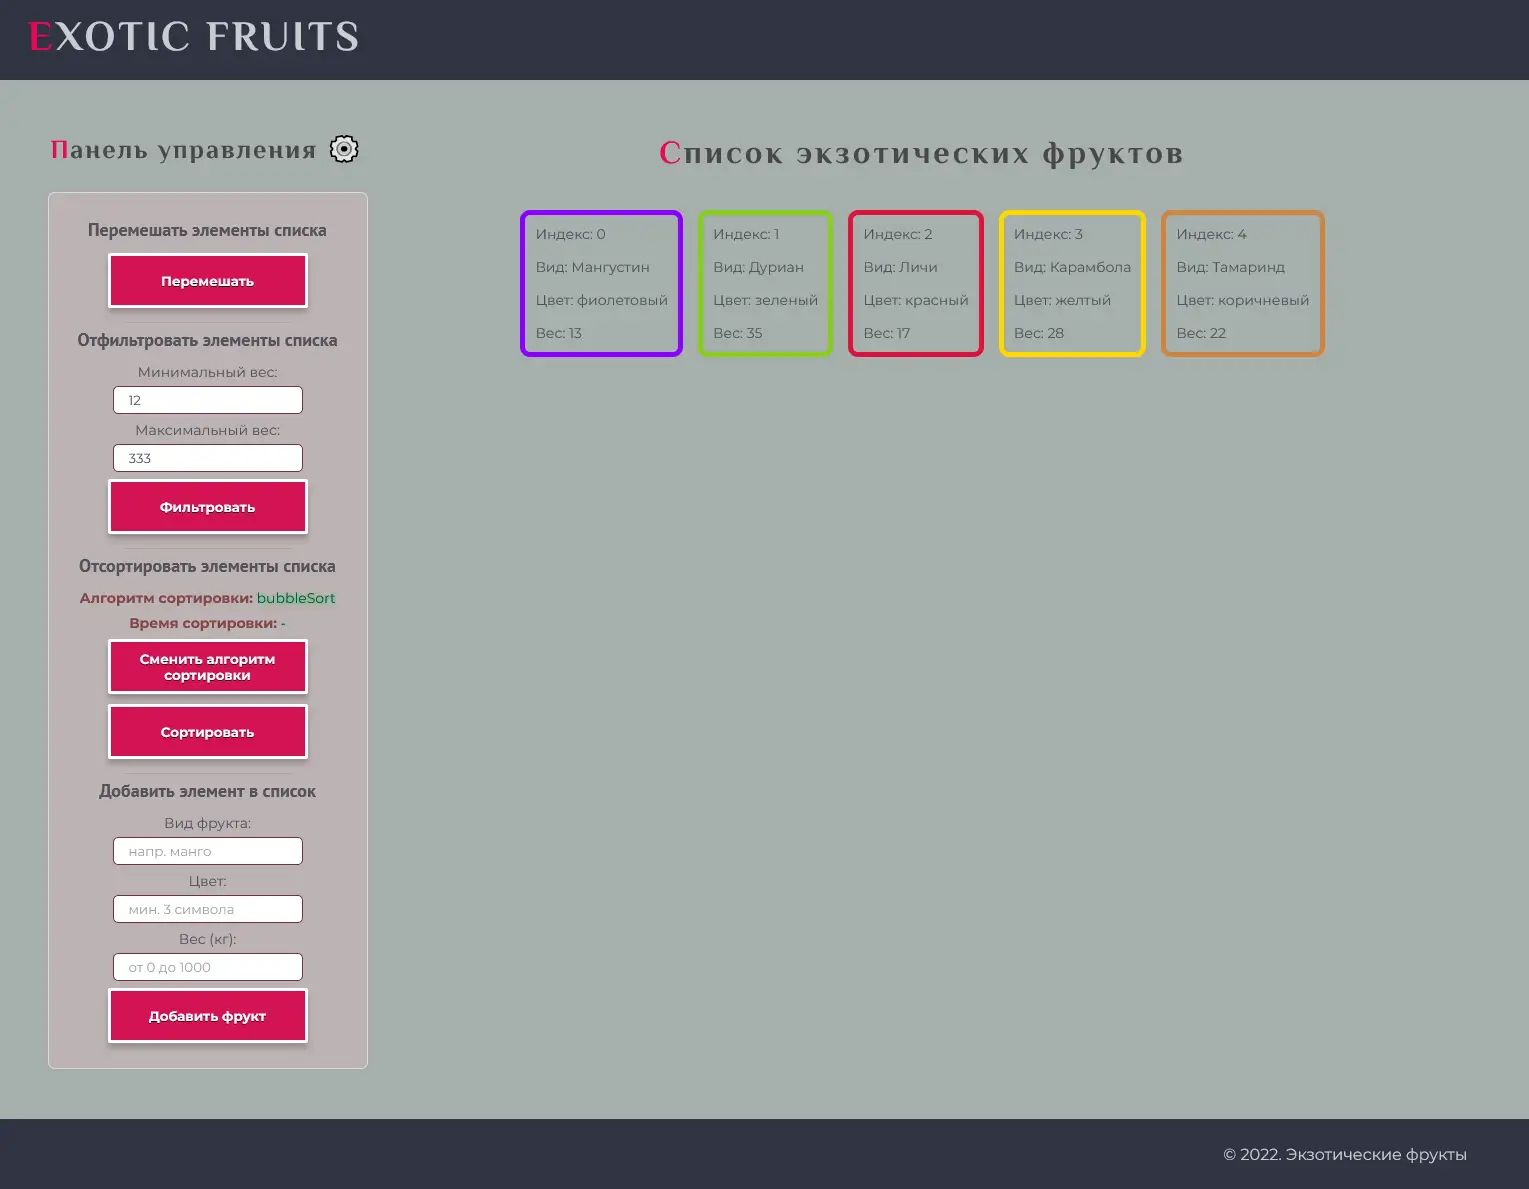 EXOTIC FRUITS
Панель управления
Перемешать элементы списка
Перемешать
Отфильтровать элементы списка
Минимальный вес:
12
Максимальный вес:
333
Фильтровать
Отсортировать элементы списка
Алгоритм сортировки: bubbleSort
Время сортировки: -
Сменить алгоритм
сортировки
Сортировать
Добавить элемент в список
Вид фрукта:
напр. манго
Цвет:
мин. 3 символа
Вес (кг):
от 0 до 1000
Добавить фрукт
Список экзотических фруктов
Индекс: 0
Вид: Мангустин
Цвет: фиолетовый
Вес: 13
Индекс: 1
Вид: Дуриан
Цвет: зеленый
Вес: 35
Индекс: 2
Вид: Личи
Цвет: красный
Вес: 17
Индекс: 3
Вид: Карамбола
Цвет: желтый
Вес: 28
Индекс: 4
Вид: Тамаринд
Цвет: коричневый
Вес: 22
© 2022. Экзотические фрукты